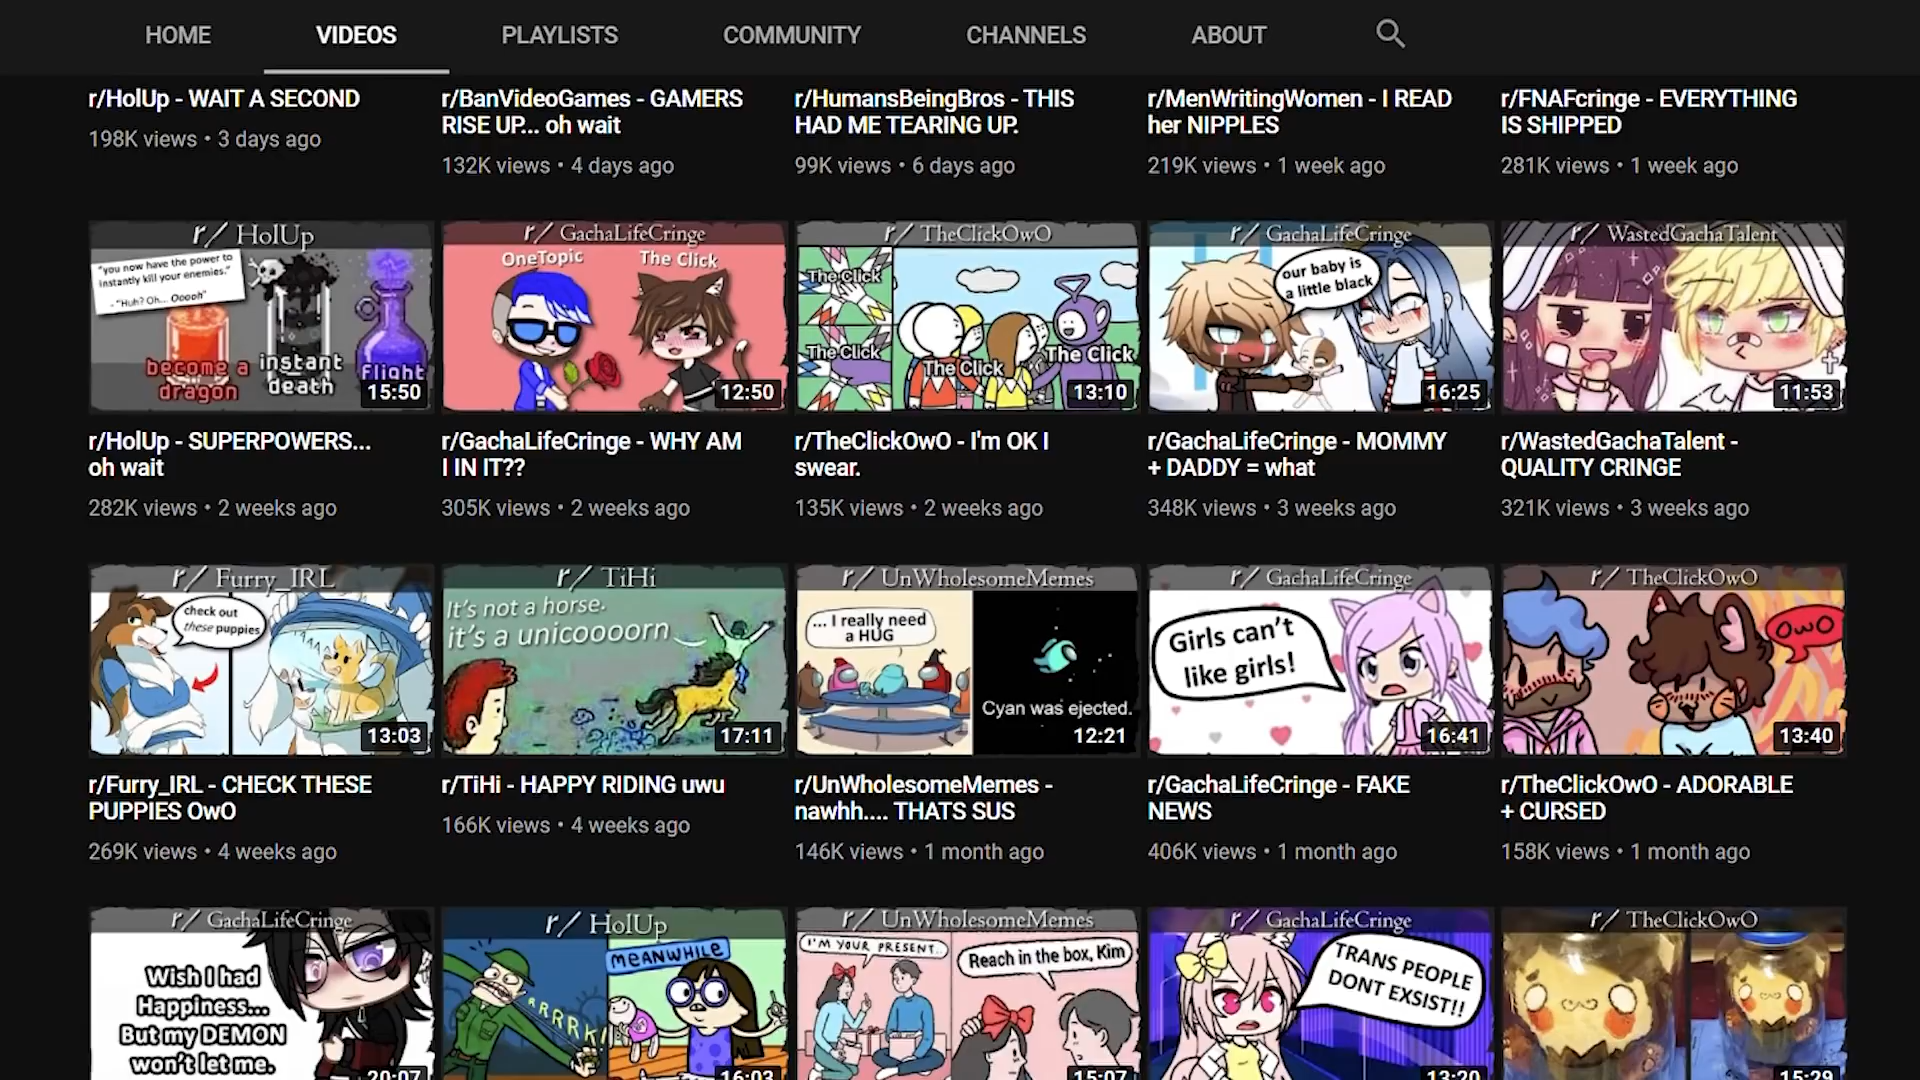 HOME VIDEOS PLAYLISTS COMMUNITY CHANNELS ABOUT
r/HolUp - WAIT A SECOND
198K views • 3 days ago
r/BanVideoGames - GAMERS
RISE UP... oh wait
132K views • 4 days ago
r/HumansBeingBros - THIS
HAD ME TEARING UP.
99K views • 6 days ago
r/MenWritingWomen - I READ
her NIPPLES
219K views • 1 week ago
r/FNAFcringe - EVERYTHING
IS SHIPPED
281K views • 1 week ago
r/ HolUp
"you now have the power to
instantly kill your enemies."
- "Huh? Oh... Ooooh"
become a
dragon
instant
death
Flight
15:50
r/HolUp - SUPERPOWERS...
oh wait
282K views • 2 weeks ago
r/ GachaLifeCringe
OneTopic
The Click
12:50
r/GachaLifeCringe - WHY AM
I IN IT??
305K views • 2 weeks ago
r/ TheClickOwO
The Click
The Click
The Click
The Click
13:10
r/TheClickOwO - I'm OK I
swear.
135K views • 2 weeks ago
r/ GachaLifeCringe
our baby is
a little black
16:25
r/GachaLifeCringe - MOMMY
+ DADDY = what
348K views • 3 weeks ago
r/ WastedGachaTalent
11:53
r/WastedGachaTalent -
QUALITY CRINGE
321K views • 3 weeks ago
r/ Furry_IRL
check out
these puppies
13:03
r/Furry_IRL - CHECK THESE
PUPPIES OwO
269K views • 4 weeks ago
r/ TiHi
It's not a horse.
it's a unicoooorn
17:11
r/TiHi - HAPPY RIDING uwu
166K views • 4 weeks ago
r/ UnWholesomeMemes
... I really need
a HUG
Cyan was ejected.
12:21
r/UnWholesomeMemes -
nawhh.... THATS SUS
146K views • 1 month ago
r/ GachaLifeCringe
Girls can't
like girls!
16:41
r/GachaLifeCringe - FAKE
NEWS
406K views • 1 month ago
r/ TheClickOwO
OwO
13:40
r/TheClickOwO - ADORABLE
+ CURSED
158K views • 1 month ago
r/ GachaLifeCringe
Wish I had
Happiness...
But my DEMON
won't let me.
20:07
r/ HolUp
MEANWHILE
RRRRK!
16:03
r/ UnWholesomeMemes
I'M YOUR PRESENT...
Reach in the box, Kim
15:07
r/ GachaLifeCringe
TRANS PEOPLE
DONT EXSIST!!
13:20
r/ TheClickOwO
15:29